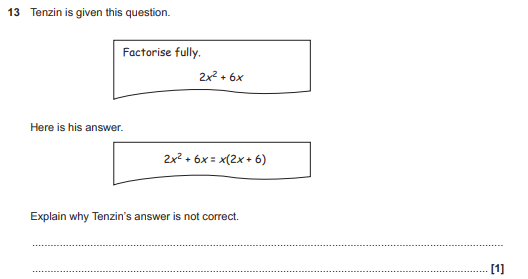 13 Tenzin is given this question.
Factorise fully.
2x² + 6x
Here is his answer.
2x² + 6x = x(2x + 6)
Explain why Tenzin's answer is not correct.
[1]